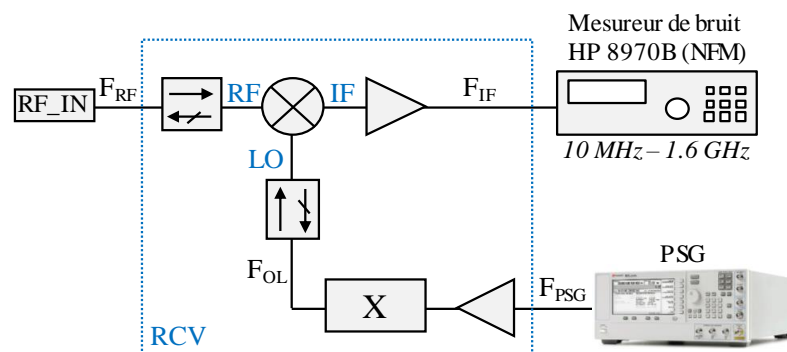 Mesureur de bruit
HP 8970B (NFM)
RF_IN
F_RF
RF
IF
F_IF
10 MHz – 1.6 GHz
LO
PSG
F_OL
X
F_PSG
RCV